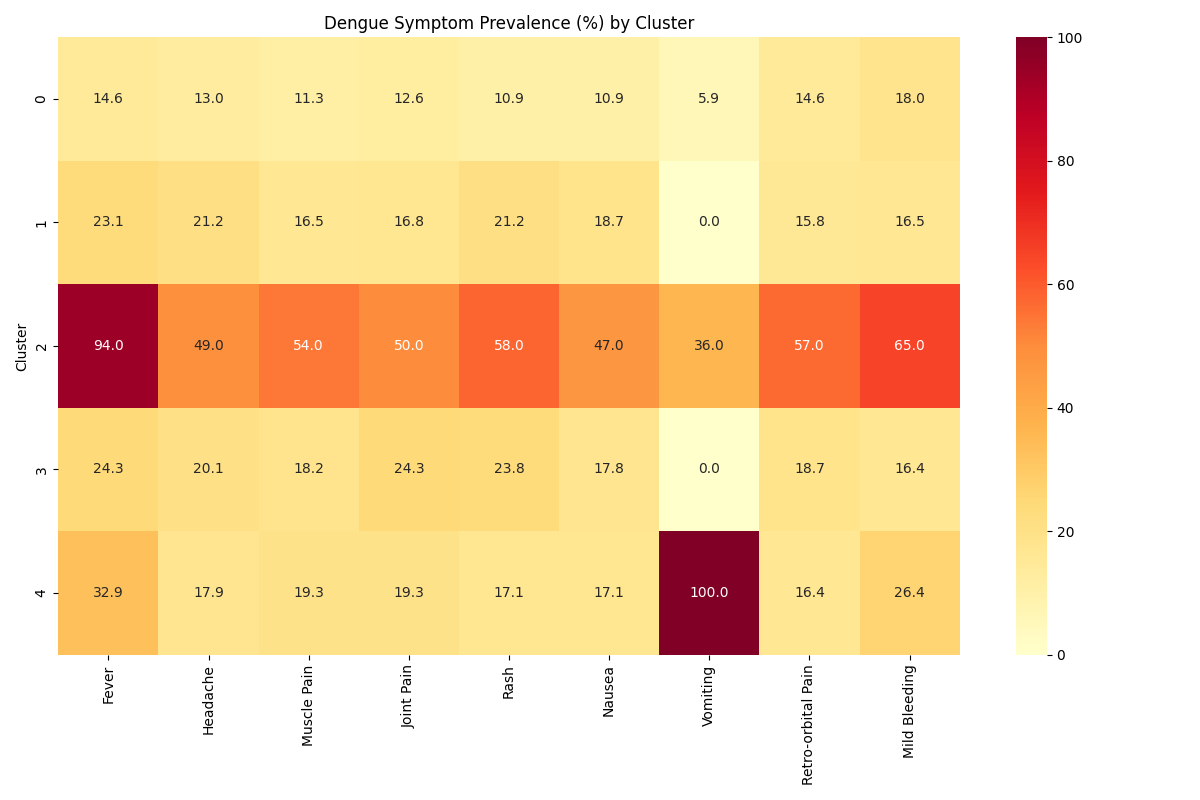 Dengue Symptom Prevalence (%) by Cluster
Cluster
0 14.6 13.0 11.3 12.6 10.9 10.9 5.9 14.6 18.0
1 23.1 21.2 16.5 16.8 21.2 18.7 0.0 15.8 16.5
2 94.0 49.0 54.0 50.0 58.0 47.0 36.0 57.0 65.0
3 24.3 20.1 18.2 24.3 23.8 17.8 0.0 18.7 16.4
4 32.9 17.9 19.3 19.3 17.1 17.1 100.0 16.4 26.4
Fever
Headache
Muscle Pain
Joint Pain
Rash
Nausea
Vomiting
Retro-orbital Pain
Mild Bleeding
100
80
60
40
20
0